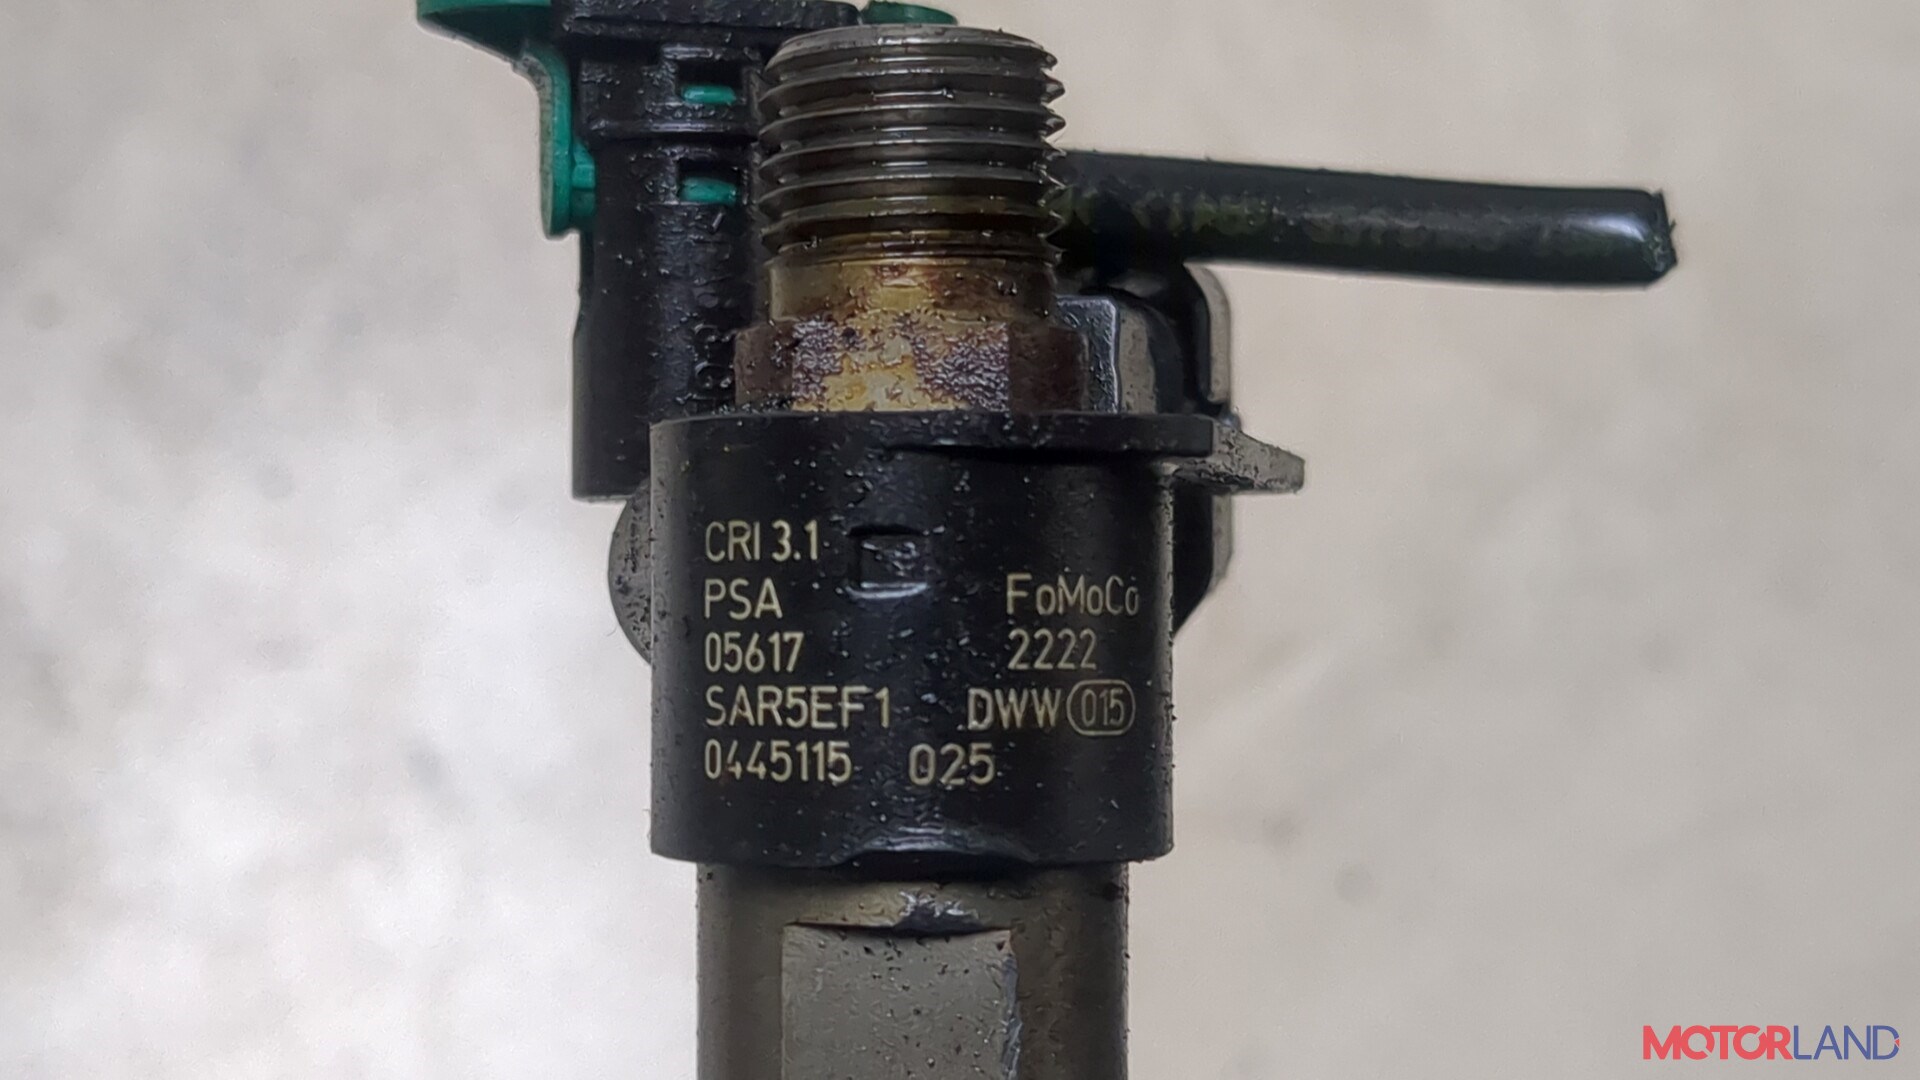 CRI 3.1
PSA FoMoCo
05617 2222
SAR5EF1 DWW 015
0445115 025
MOTORLAND